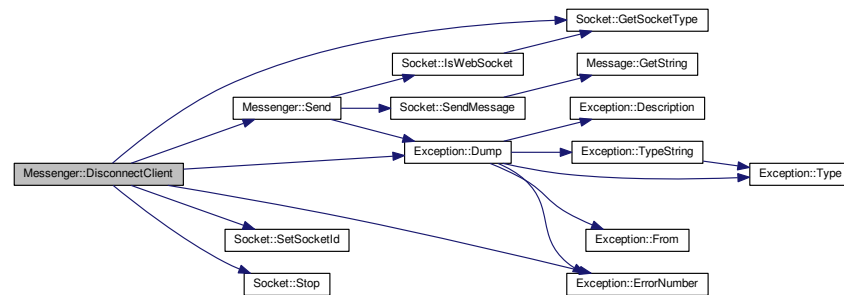 Messenger::DisconnectClient
Socket::GetSocketType
Messenger::Send
Socket::IsWebSocket
Socket::SendMessage
Message::GetString
Exception::Dump
Exception::Description
Exception::TypeString
Exception::Type
Exception::From
Exception::ErrorNumber
Socket::SetSocketId
Socket::Stop